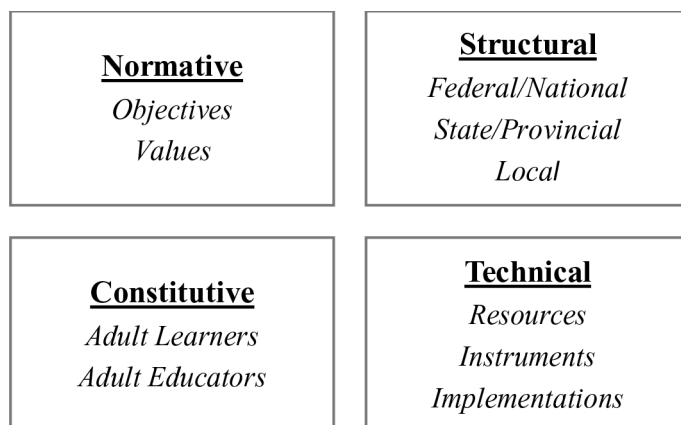 Normative
Objectives
Values
Structural
Federal/National
State/Provincial
Local
Constitutive
Adult Learners
Adult Educators
Technical
Resources
Instruments
Implementations